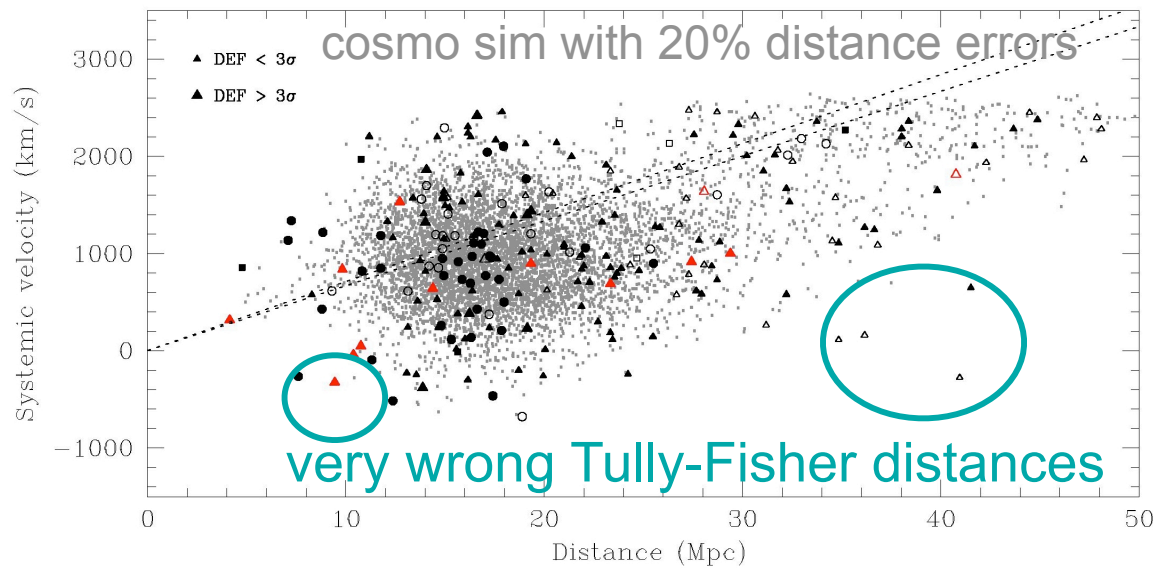 cosmo sim with 20% distance errors
▲ DEF < 3σ
▲ DEF > 3σ
3000
2000
1000
0
−1000
Systemic velocity (km/s)
very wrong Tully-Fisher distances
0 10 20 30 40 50
Distance (Mpc)